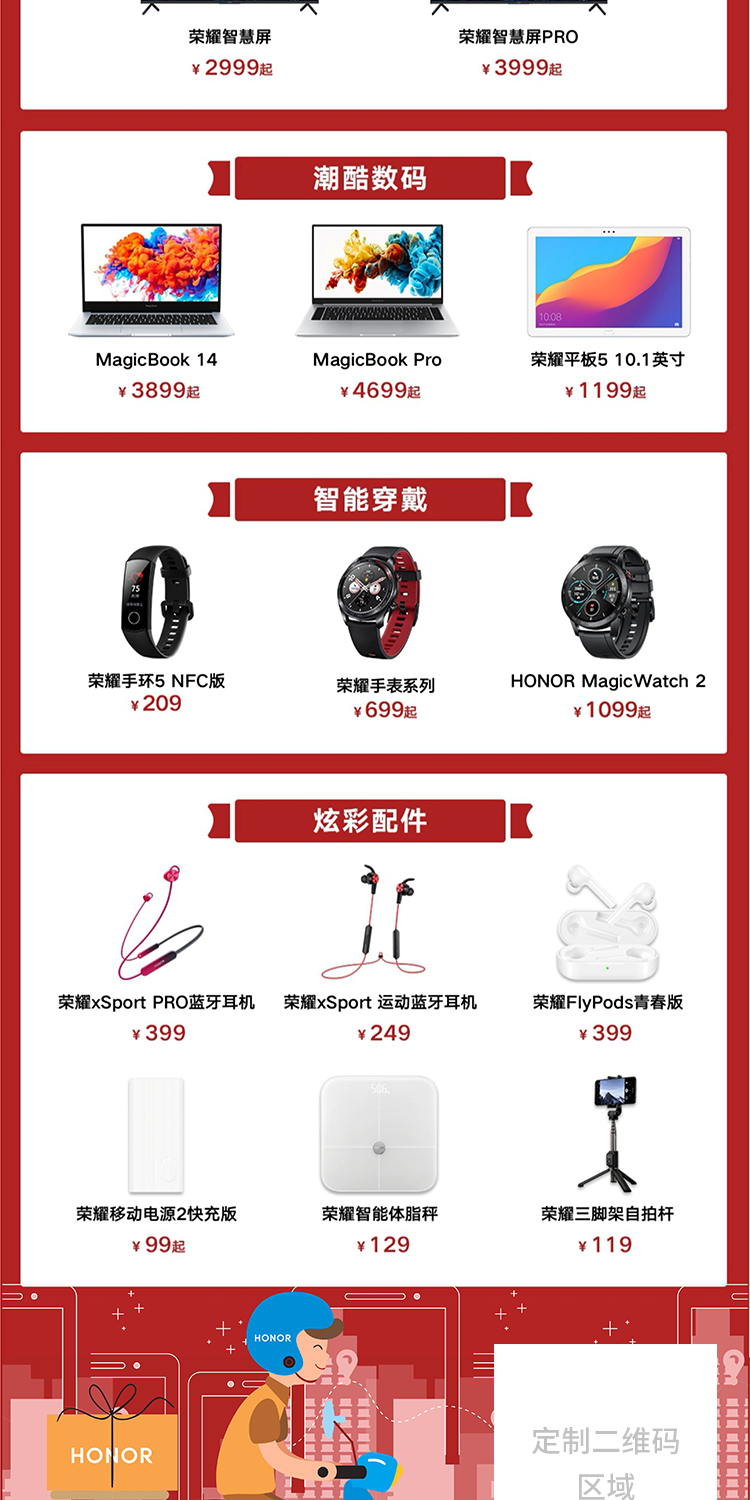 荣耀智慧屏
荣耀智慧屏PRO
¥ 2999起
¥ 3999起
潮酷数码
MagicBook 14
MagicBook Pro
荣耀平板5 10.1英寸
¥ 3899起
¥ 4699起
¥ 1199起
10:08
智能穿戴
75
荣耀手环5 NFC版
荣耀手表系列
HONOR MagicWatch 2
¥ 209
¥ 699起
¥ 1099起
炫彩配件
荣耀xSport PRO蓝牙耳机
荣耀xSport 运动蓝牙耳机
荣耀FlyPods青春版
¥ 399
¥ 249
¥ 399
荣耀移动电源2快充版
荣耀智能体脂秤
荣耀三脚架自拍杆
¥ 99起
¥ 129
¥ 119
HONOR
HONOR
定制二维码
区域